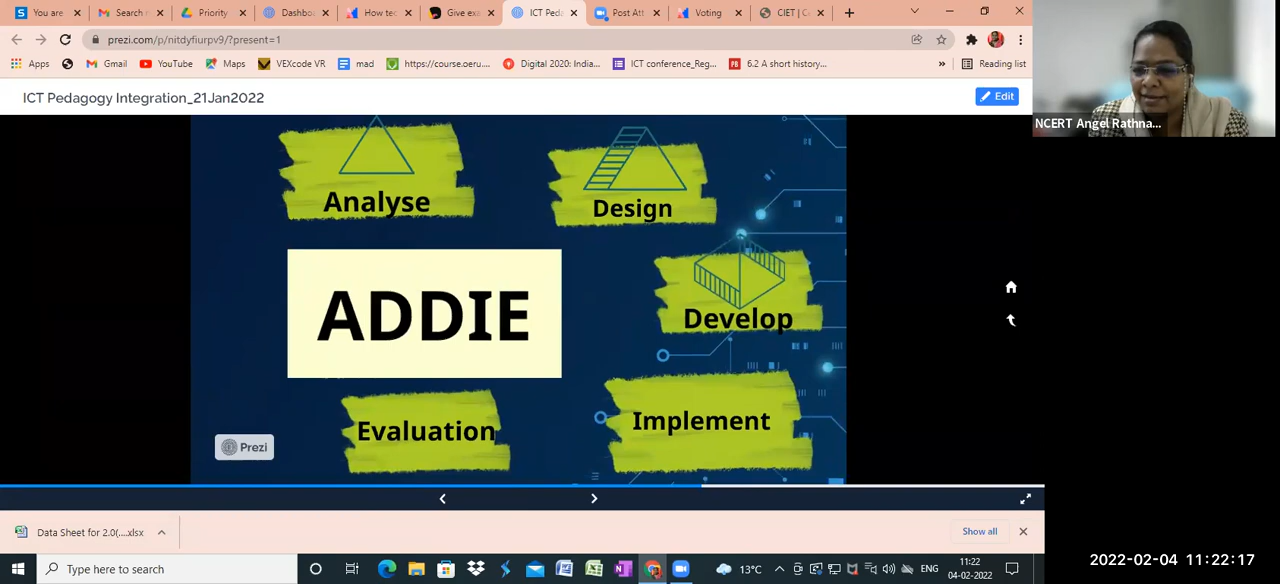 You are
Search r
Priority
Dashbo
How tec
Give exa
ICT Peda
Post Att
Voting
CIET | C
prezi.com/p/nitdyfiurpv9/?present=1
Apps
Gmail
YouTube
Maps
VEXcode VR
mad
https://course.oeru....
Digital 2020: India...
ICT conference_Reg...
6.2 A short history...
»
Reading list
ICT Pedagogy Integration_21Jan2022
Edit
NCERT Angel Rathna...
Analyse
Design
ADDIE
Develop
Evaluation
Implement
Prezi
Data Sheet for 2.0(....xlsx
Show all
Type here to search
13°C
ENG
11:22
04-02-2022
2022-02-04 11:22:17